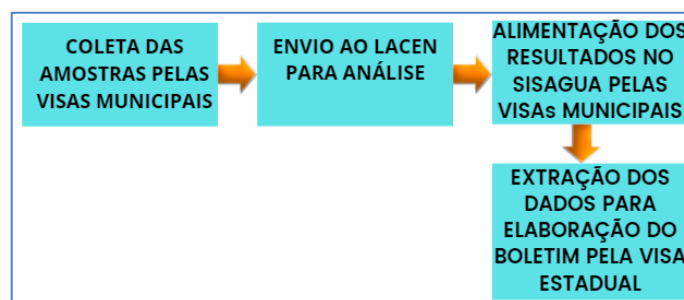 COLETA DAS
AMOSTRAS PELAS
VISAS MUNICIPAIS
ENVIO AO LACEN
PARA ANÁLISE
ALIMENTAÇÃO DOS
RESULTADOS NO
SISAGUA PELAS
VISAs MUNICIPAIS
EXTRAÇÃO DOS
DADOS PARA
ELABORAÇÃO DO
BOLETIM PELA VISA
ESTADUAL